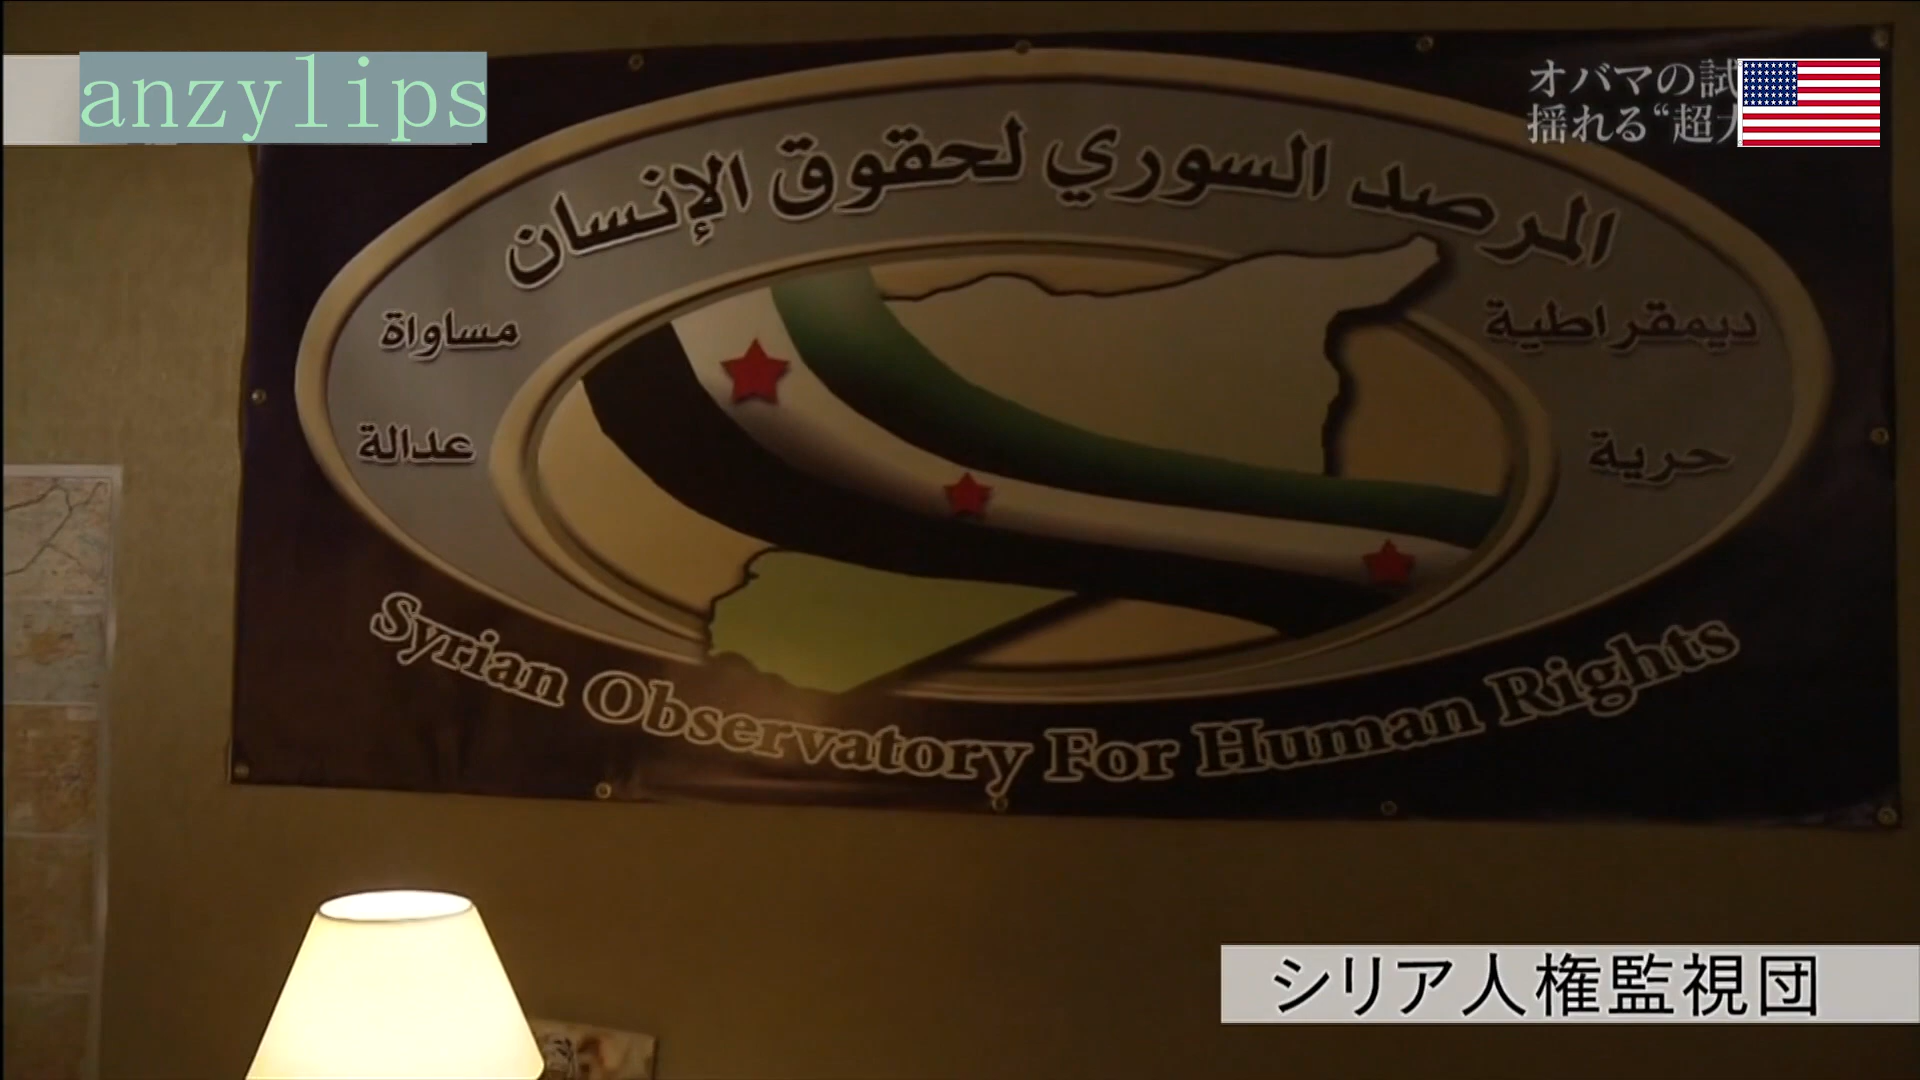 anzylips
オバマの試
揺れる“超大
المرصد السوري لحقوق الإنسان
ديمقراطية
مساواة
حرية
عدالة
Syrian Observatory For Human Rights
シリア人権監視団